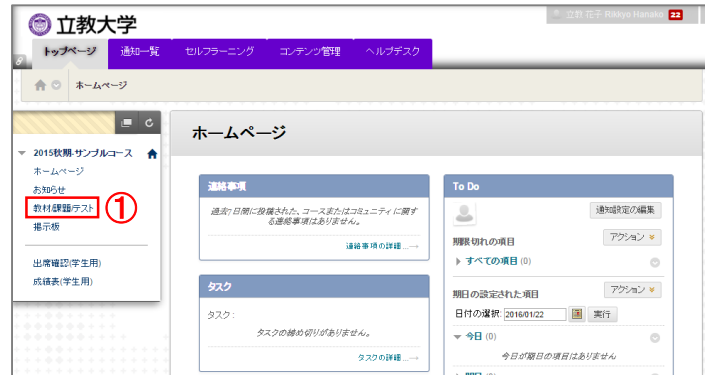 立教大学
立教 花子 Rikkyo Hanako 22
トップページ 通知一覧 セルフラーニング コンテンツ管理 ヘルプデスク
ホームページ
2015秋期-サンプルコース
ホームページ
お知らせ
教材/課題/テスト ①
掲示板
出席確認(学生用)
成績表(学生用)
ホームページ
連絡事項
過去7日間に投稿された、コースまたはコミュニティに関す
る連絡事項はありません。
連絡事項の詳細...→
タスク
タスク:
タスクの締め切りがありません。
タスクの詳細...→
To Do
通知設定の編集
期限切れの項目 アクション
すべての項目 (0)
期日の設定された項目 アクション
日付の選択: 2016/01/22 実行
今日 (0)
今日が期日の項目はありません